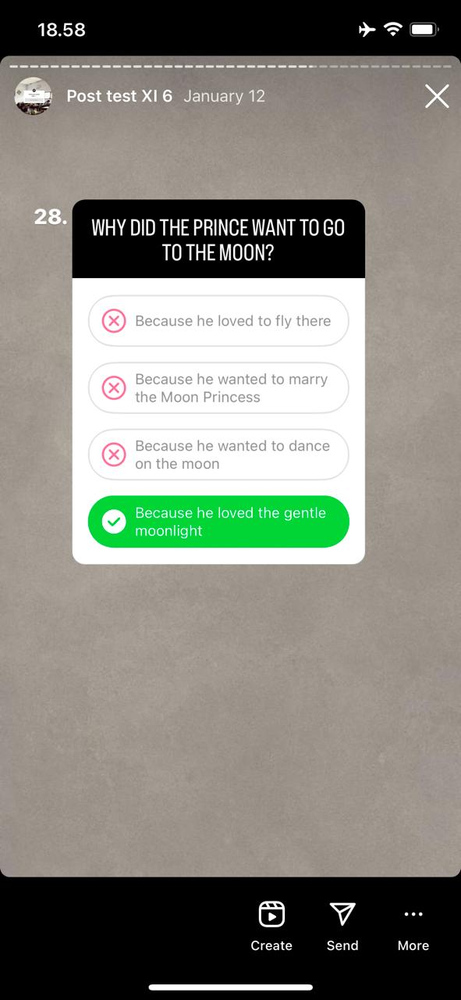 18.58
Post test XI 6 January 12
28.
WHY DID THE PRINCE WANT TO GO
TO THE MOON?
Because he loved to fly there
Because he wanted to marry
the Moon Princess
Because he wanted to dance
on the moon
Because he loved the gentle
moonlight
Create Send More